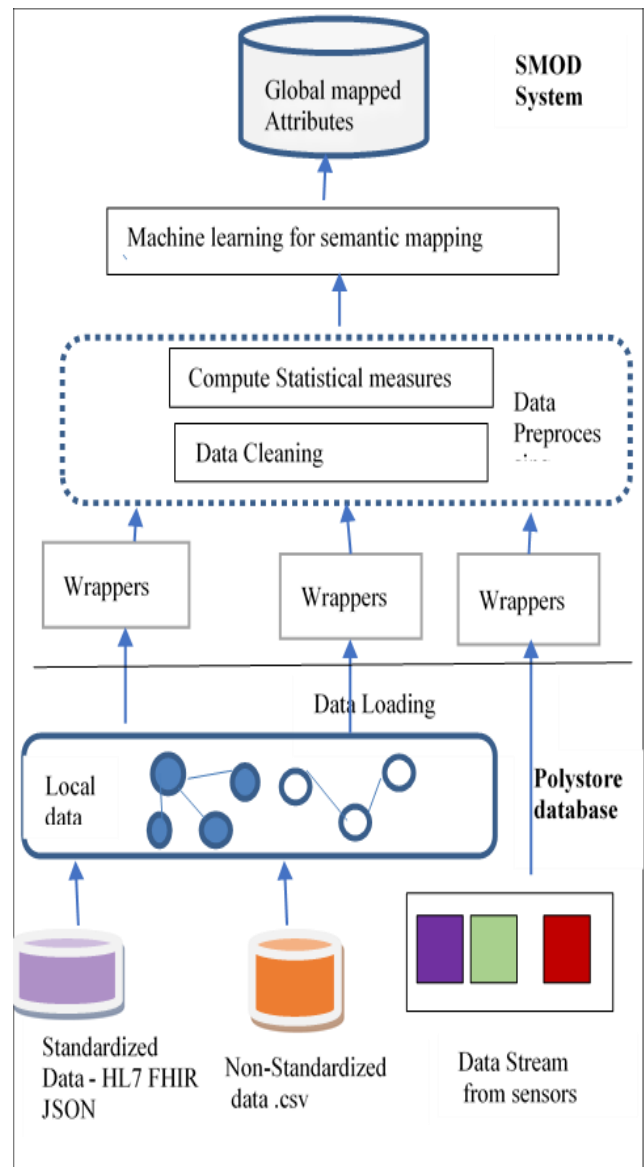 SMOD
System
Global mapped
Attributes
Machine learning for semantic mapping
Compute Statistical measures
Data Cleaning
Data
Preproces
Wrappers
Wrappers
Wrappers
Data Loading
Local
data
Polystore
database
Standardized
Data - HL7 FHIR
JSON
Non-Standardized
data .csv
Data Stream
from sensors